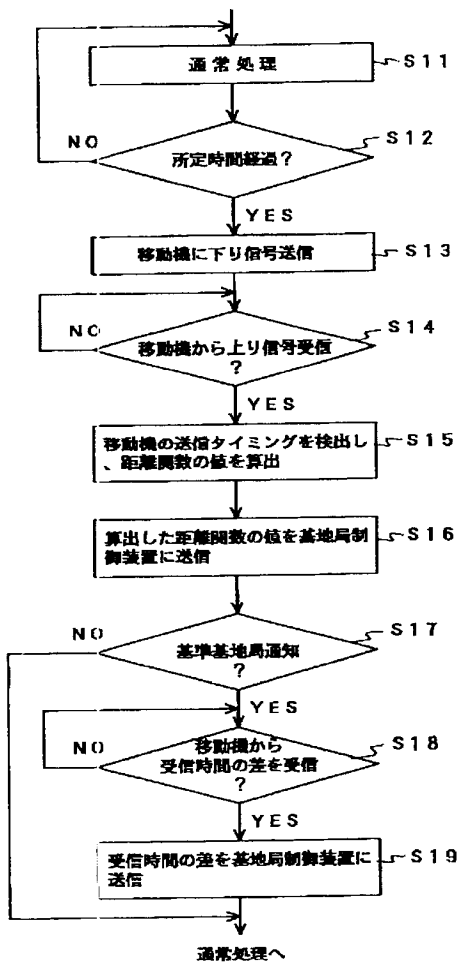 通常処理
S11
NO
所定時間経過?
S12
YES
移動機に下り信号送信
S13
NO
移動機から上り信号受信
?
S14
YES
移動機の送信タイミングを検出し
、距離関数の値を算出
S15
算出した距離関数の値を基地局制
御装置に送信
S16
NO
基準基地局通知
?
S17
YES
NO
移動機から
受信時間の差を受信
?
S18
YES
受信時間の差を基地局制御装置に
送信
S19
通常処理へ